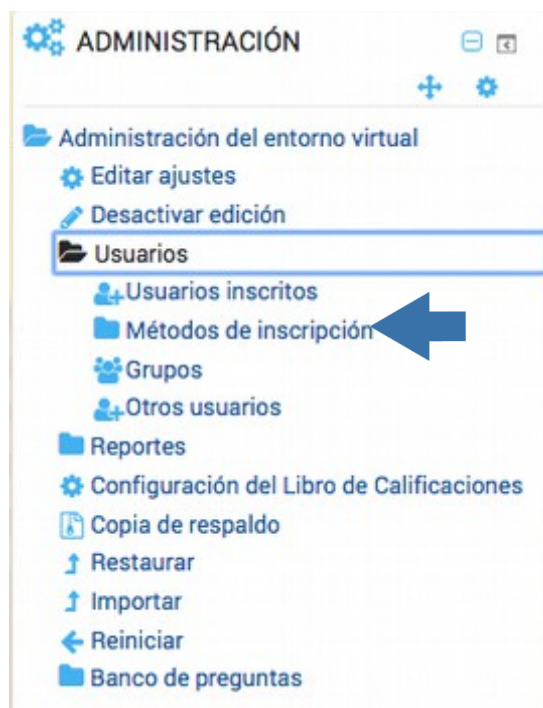 ADMINISTRACIÓN
Administración del entorno virtual
Editar ajustes
Desactivar edición
Usuarios
Usuarios inscritos
Métodos de inscripción
Grupos
Otros usuarios
Reportes
Configuración del Libro de Calificaciones
Copia de respaldo
Restaurar
Importar
Reiniciar
Banco de preguntas